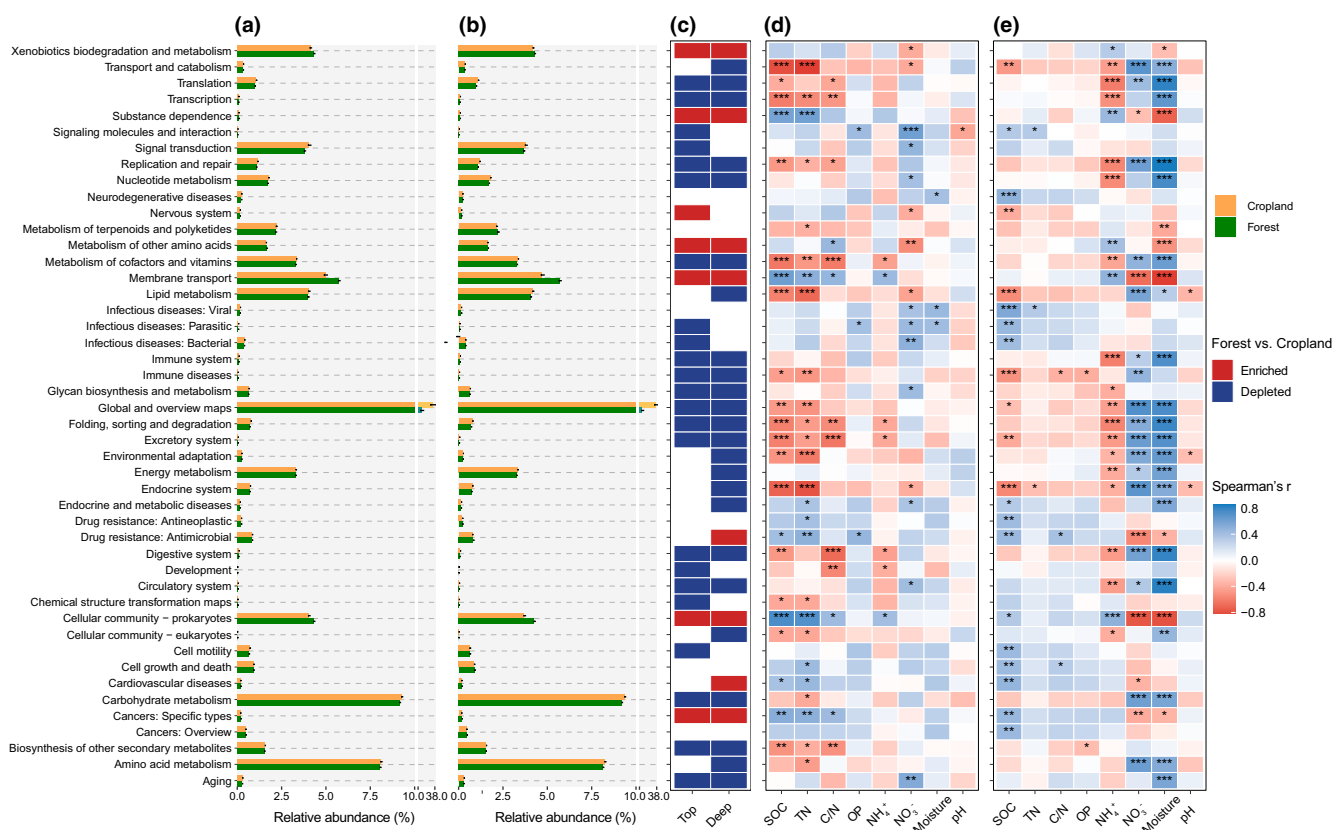 (a) (b) (c) (d) (e)
Xenobiotics biodegradation and metabolism * * *
Transport and catabolism *** *** * ** ** *** ***
Translation * * *** ** ***
Transcription *** ** ** *** ***
Substance dependence *** *** ** * ***
Signaling molecules and interaction * *** * * *
Signal transduction *
Replication and repair ** * * *** *** ***
Nucleotide metabolism * *** ***
Neurodegenerative diseases * ***
Nervous system * **
Metabolism of terpenoids and polyketides * **
Metabolism of other amino acids * ** ** ***
Metabolism of cofactors and vitamins *** ** *** ** ** ***
Membrane transport *** ** * * ** *** ***
Lipid metabolism *** *** * *** *** * *
Infectious diseases: Viral * * *** *
Infectious diseases: Parasitic * * * **
Infectious diseases: Bacterial ** **
Immune system *** * ***
Immune diseases * ** *** * * **
Glycan biosynthesis and metabolism * *
Global and overview maps ** ** * ** *** ***
Folding, sorting and degradation *** * ** * *** *** ***
Excretory system *** * *** * ** ** *** ***
Environmental adaptation ** *** * *** *** *
Energy metabolism ** * ***
Endocrine system *** *** * *** * * *** *** *
Endocrine and metabolic diseases * * * ***
Drug resistance: Antineoplastic * **
Drug resistance: Antimicrobial * ** * ** * *** *
Digestive system ** *** * ** *** ***
Development ** *
Circulatory system * ** * ***
Chemical structure transformation maps * *
Cellular community − prokaryotes *** *** * * * *** *** ***
Cellular community − eukaryotes * * * **
Cell motility **
Cell growth and death * ** *
Cardiovascular diseases * * ** *
Carbohydrate metabolism * *** ***
Cancers: Specific types ** ** * ** ** *
Cancers: Overview **
Biosynthesis of other secondary metabolites ** * ** *
Amino acid metabolism * *** ***
Aging ** ***
0.0 2.5 5.0 7.5 10.0 38.0
0.0 2.5 5.0 7.5 10.0 38.0
Relative abundance (%)
Relative abundance (%)
Top Deep
SOC TN C/N OP NH₄⁺ NO₃⁻ Moisture pH
SOC TN C/N OP NH₄⁺ NO₃⁻ Moisture pH
Cropland
Forest
Forest vs. Cropland
Enriched
Depleted
Spearman's r
0.8
0.4
0.0
−0.4
−0.8